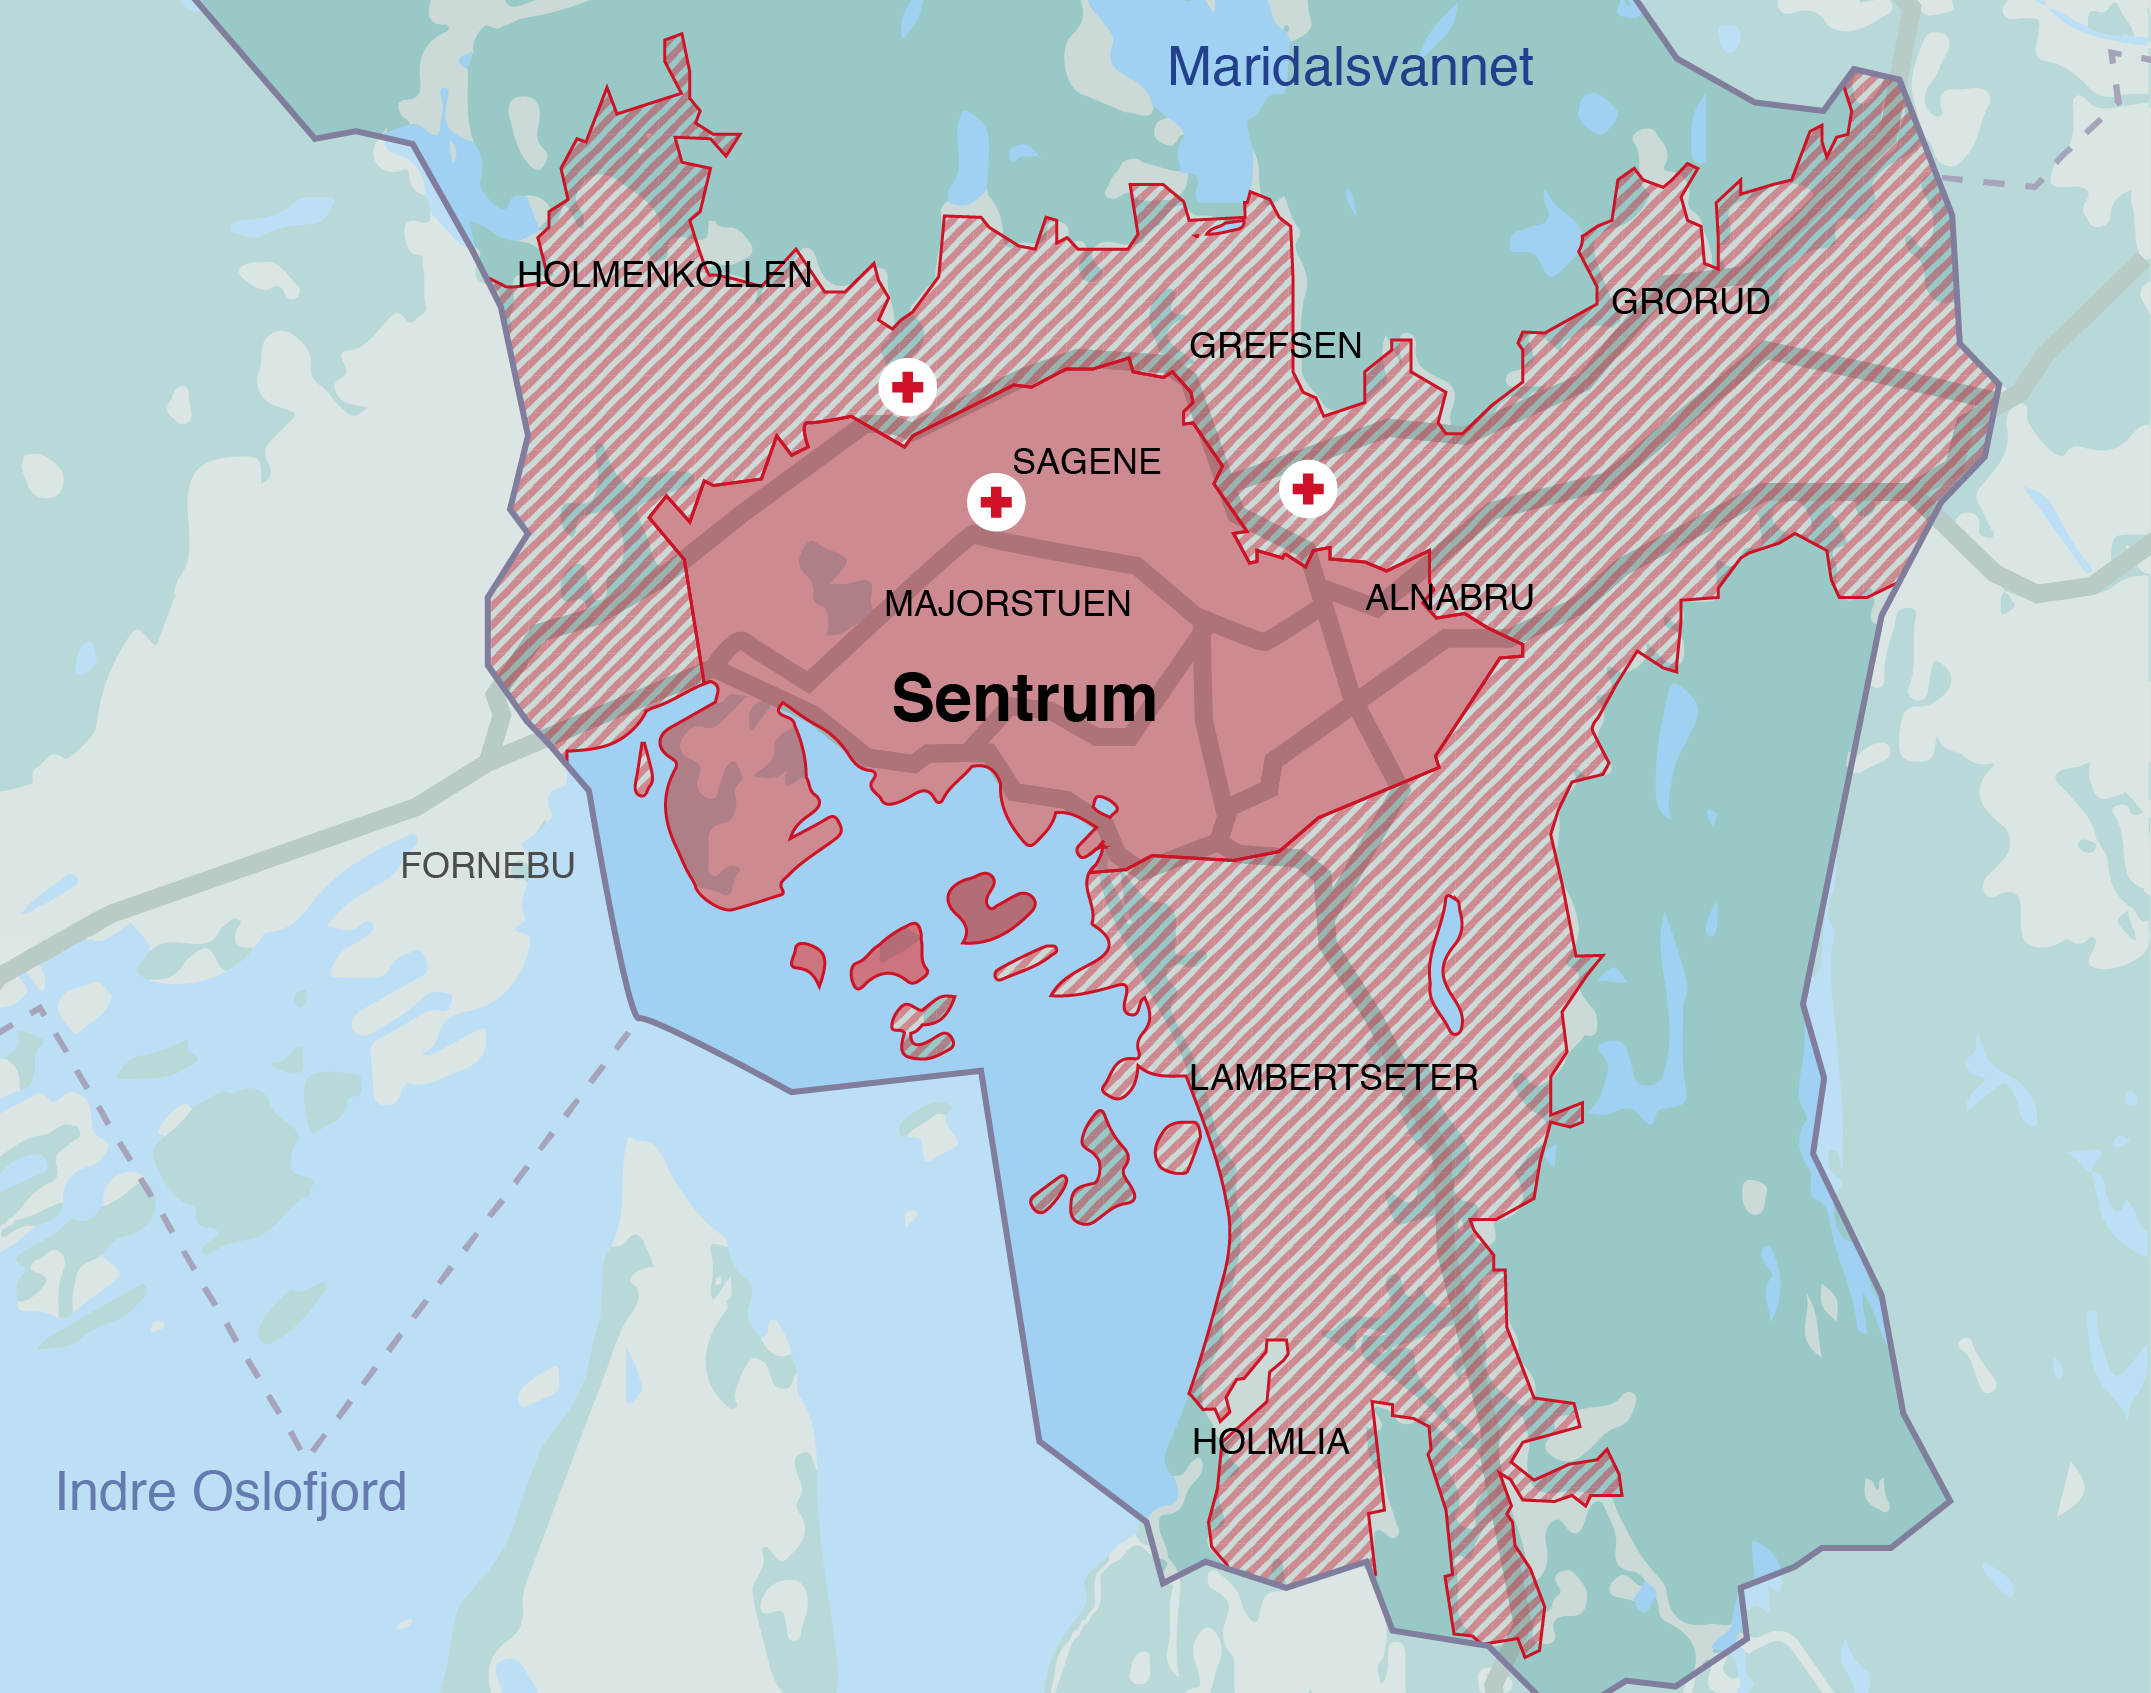 Maridalsvannet
HOLMENKOLLEN
GRORUD
GREFSEN
SAGENE
MAJORSTUEN
ALNABRU
Sentrum
FORNEBU
LAMBERTSETER
HOLMLIA
Indre Oslofjord